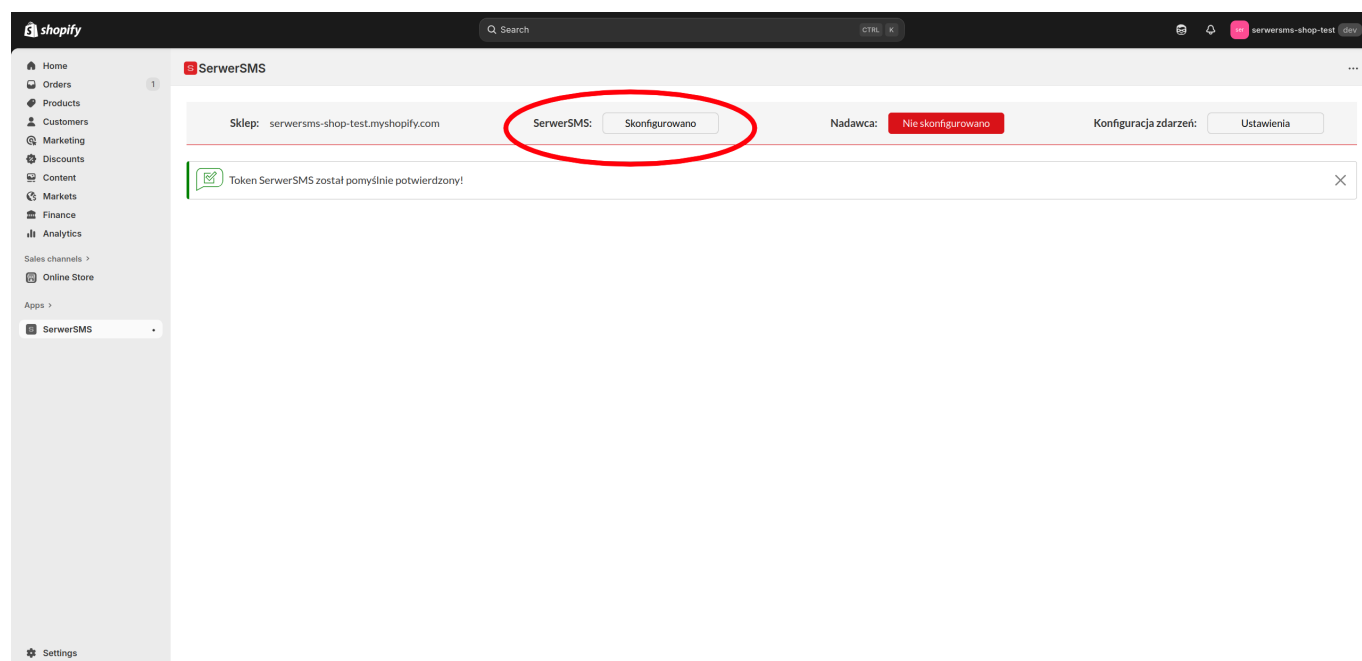 shopify
Search
CTRL K
serwersms-shop-test dev
Home
Orders 1
Products
Customers
Marketing
Discounts
Content
Markets
Finance
Analytics
Sales channels >
Online Store
Apps >
SerwerSMS
Settings
SerwerSMS
Sklep: serwersms-shop-test.myshopify.com SerwerSMS: Skonfigurowano Nadawca: Nie skonfigurowano Konfiguracja zdarzeń: Ustawienia
Token SerwerSMS został pomyślnie potwierdzony!